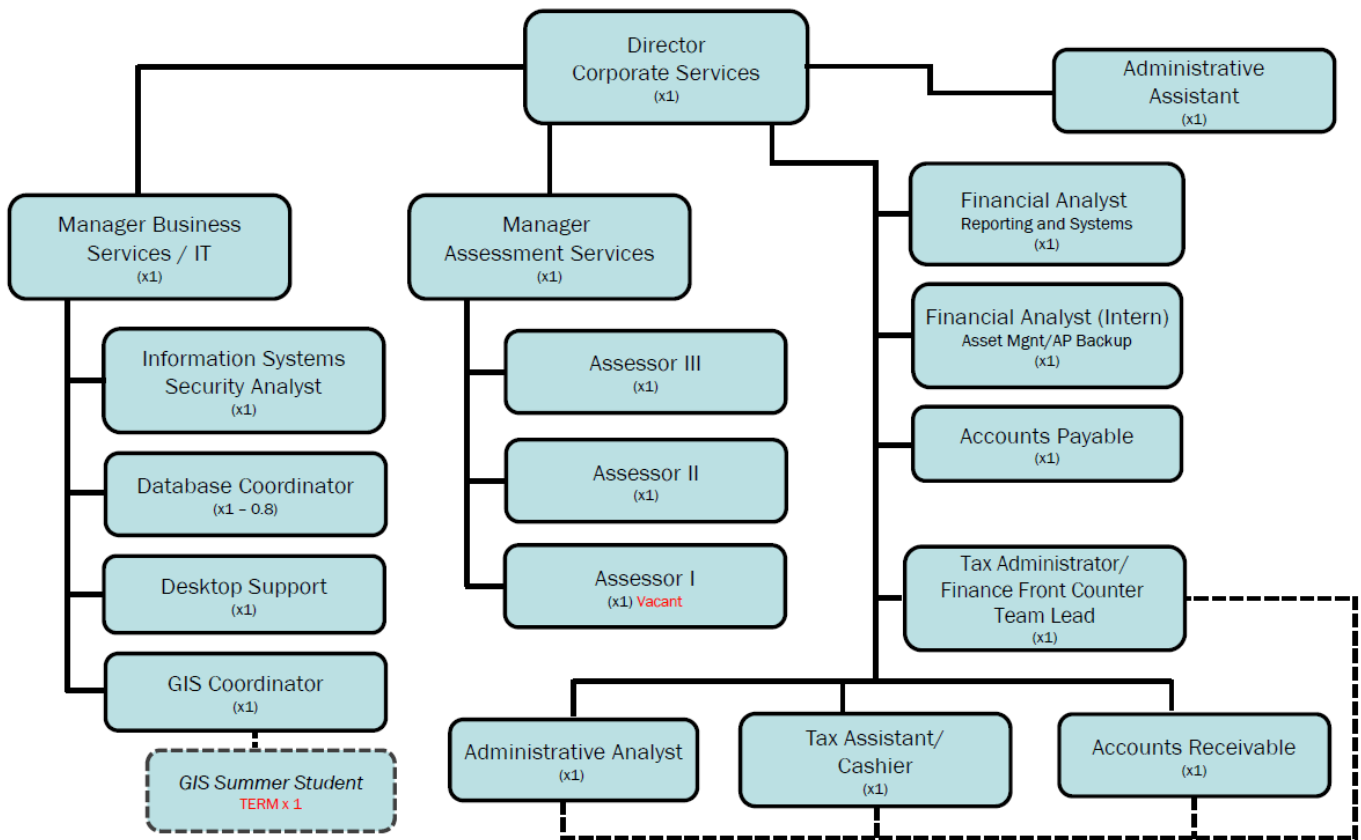 Director
Corporate Services
(x1)
Administrative
Assistant
(x1)
Manager Business
Services / IT
(x1)
Information Systems
Security Analyst
(x1)
Database Coordinator
(x1 – 0.8)
Desktop Support
(x1)
GIS Coordinator
(x1)
GIS Summer Student
TERM x 1
Manager
Assessment Services
(x1)
Assessor III
(x1)
Assessor II
(x1)
Assessor I
(x1) Vacant
Financial Analyst
Reporting and Systems
(x1)
Financial Analyst (Intern)
Asset Mgnt/AP Backup
(x1)
Accounts Payable
(x1)
Tax Administrator/
Finance Front Counter
Team Lead
(x1)
Administrative Analyst
(x1)
Tax Assistant/
Cashier
(x1)
Accounts Receivable
(x1)